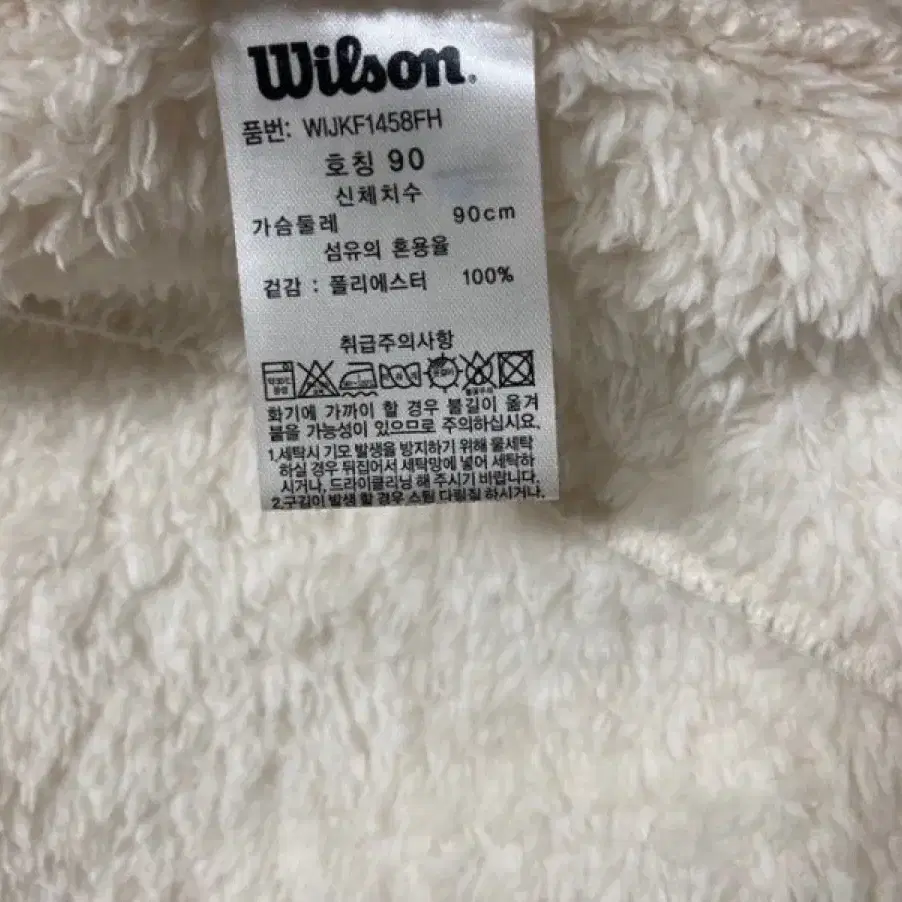 Wilson.
품번: WIJKF1458FH
호칭 90
신체치수
가슴둘레 90cm
섬유의 혼용율
겉감 : 폴리에스터 100%
취급주의사항
화기에 가까이 할 경우 불길이 옮겨
붙을 가능성이 있으므로 주의하십시요.
1.세탁시 기모 발생을 방지하기 위해 물세탁
하실 경우 뒤집어서 세탁망에 넣어 세탁하
시거나, 드라이클리닝 해 주시기 바랍니다.
2.구김이 발생 할 경우 스팀 다림질 하시거나,